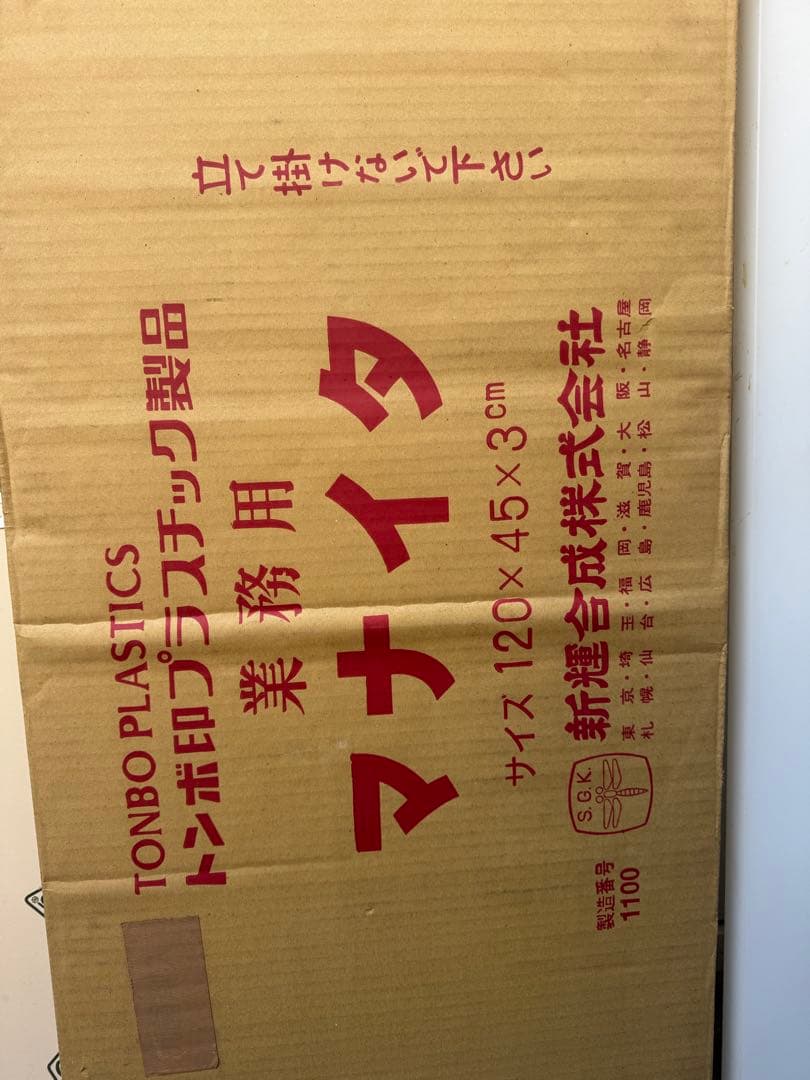 TONBO PLASTICS
トンボ印プラスチック製品
業務用
マナイタ
サイズ 120×45×3cm
S.G.K.
新輝合成株式会社
東京・埼玉・福岡・滋賀・大阪・名古屋
札幌・仙台・広島・鹿児島・松山・静岡
製造番号
1100
立て掛けないで下さい